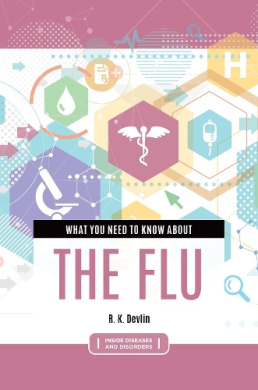 H
WHAT YOU NEED TO KNOW ABOUT
THE FLU
R. K. Devlin
INSIDE DISEASES
AND DISORDERS